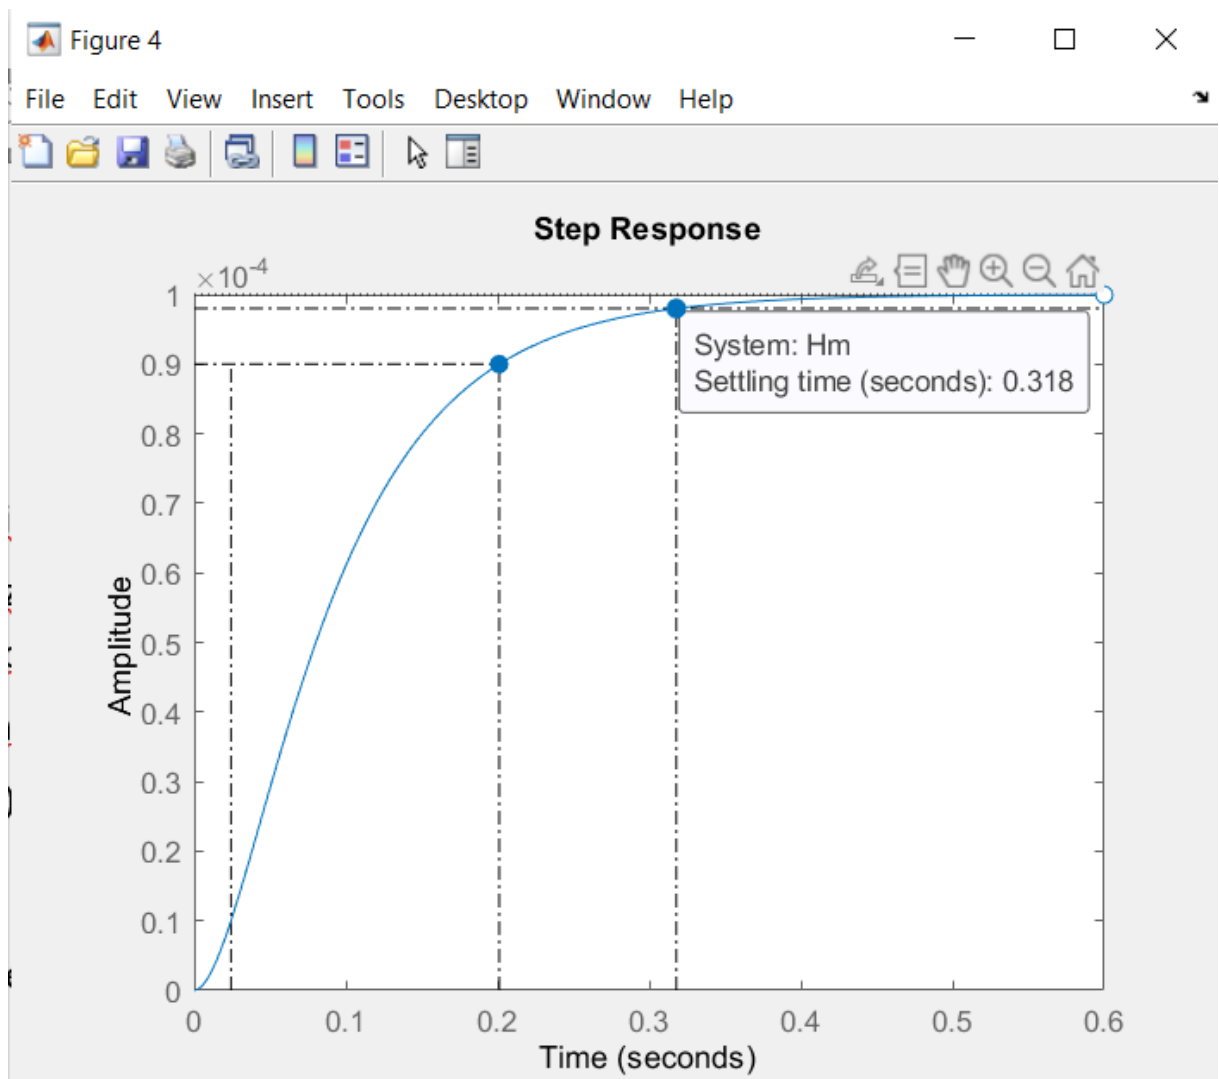 Figure 4
File Edit View Insert Tools Desktop Window Help
Step Response
×10-4
1
0.9
0.8
0.7
0.6
0.5
0.4
0.3
0.2
0.1
0
Amplitude
System: Hm
Settling time (seconds): 0.318
0 0.1 0.2 0.3 0.4 0.5 0.6
Time (seconds)